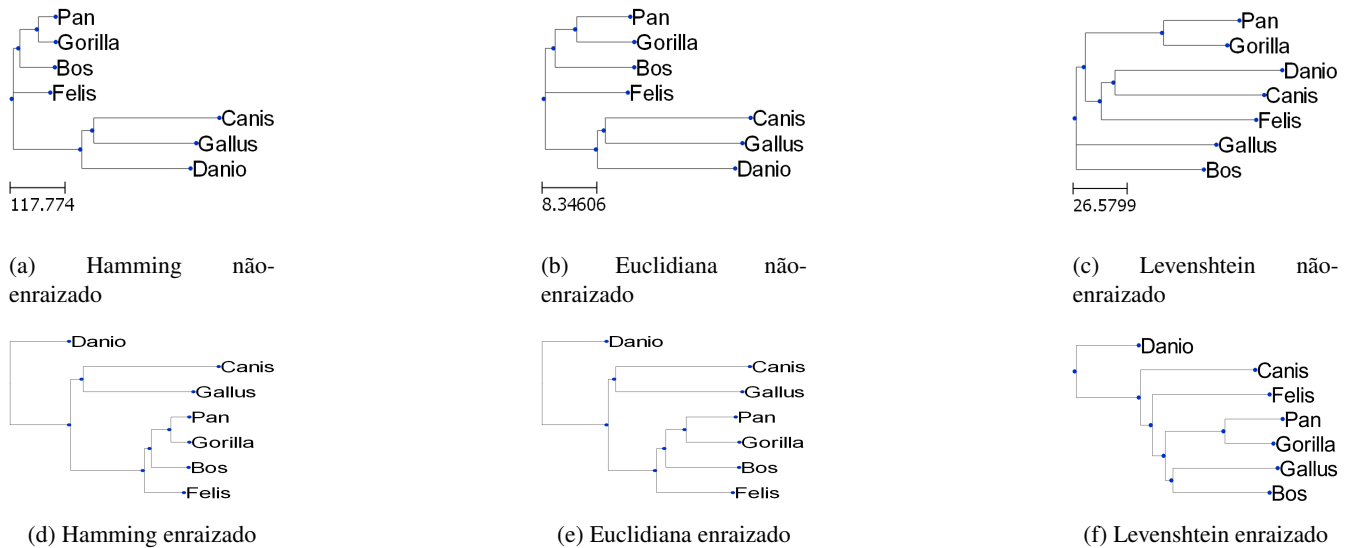 Pan
Gorilla
Bos
Felis
Canis
Gallus
Danio
117.774
(a) Hamming não-
enraizado
Pan
Gorilla
Bos
Felis
Canis
Gallus
Danio
8.34606
(b) Euclidiana não-
enraizado
Pan
Gorilla
Danio
Canis
Felis
Gallus
Bos
26.5799
(c) Levenshtein não-
enraizado
Danio
Canis
Gallus
Pan
Gorilla
Bos
Felis
(d) Hamming enraizado
Danio
Canis
Gallus
Pan
Gorilla
Bos
Felis
(e) Euclidiana enraizado
Danio
Canis
Felis
Pan
Gorilla
Gallus
Bos
(f) Levenshtein enraizado